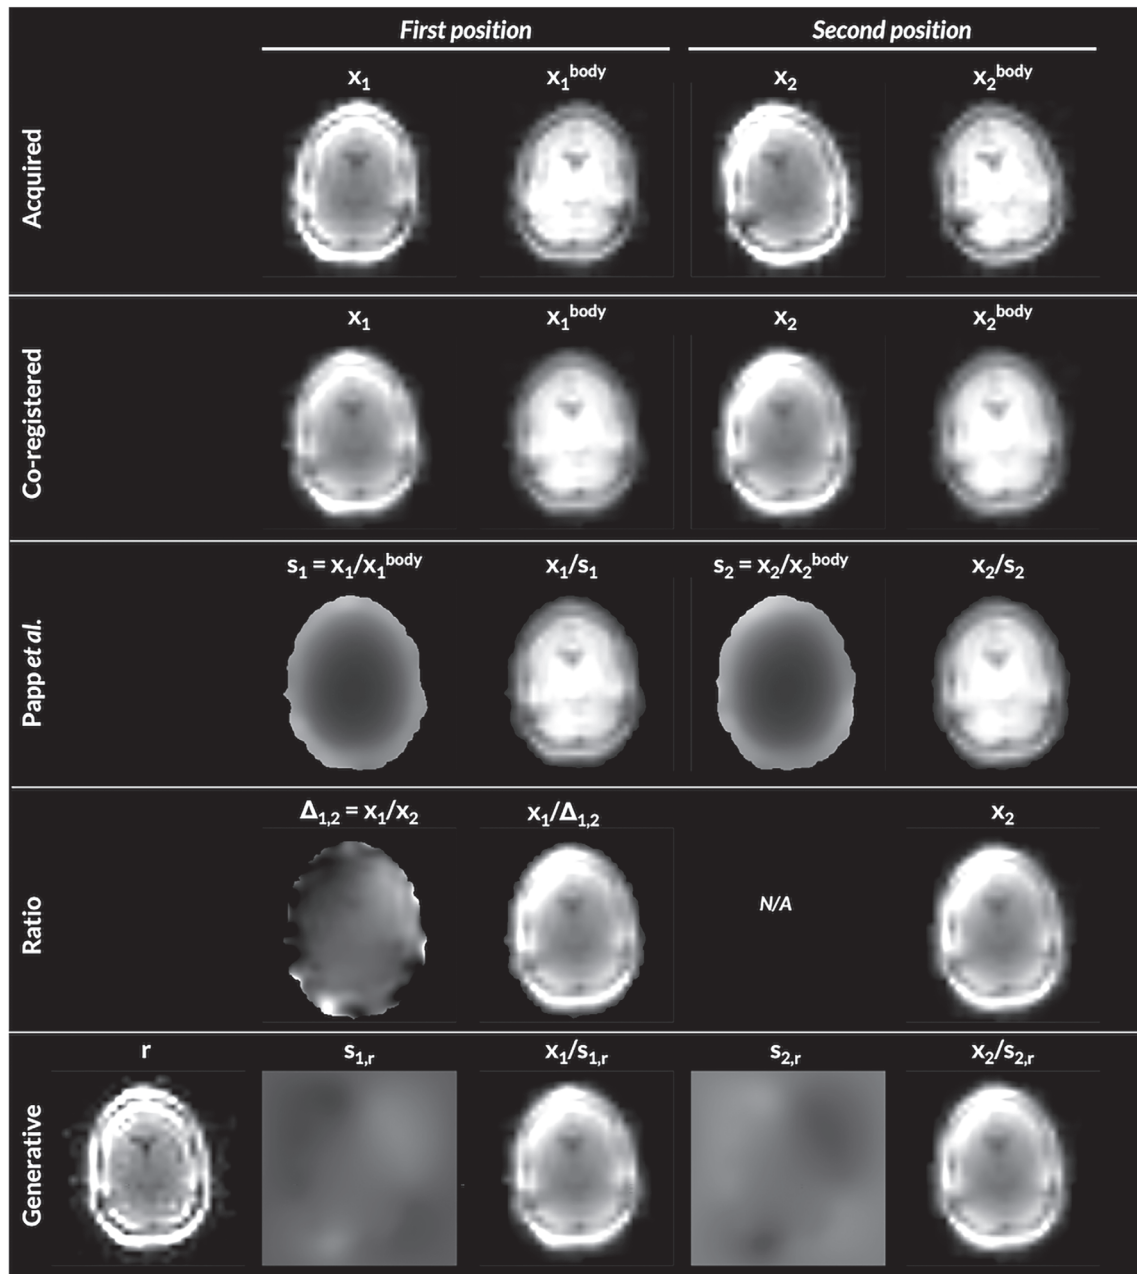 First position Second position
x₁ x₁ᵇᵒᵈʸ x₂ x₂ᵇᵒᵈʸ
Acquired
x₁ x₁ᵇᵒᵈʸ x₂ x₂ᵇᵒᵈʸ
Co-registered
s₁ = x₁/x₁ᵇᵒᵈʸ x₁/s₁ s₂ = x₂/x₂ᵇᵒᵈʸ x₂/s₂
Papp et al.
Δ₁,₂ = x₁/x₂ x₁/Δ₁,₂ x₂
Ratio
N/A
r s₁,ᵣ x₁/s₁,ᵣ s₂,ᵣ x₂/s₂,ᵣ
Generative